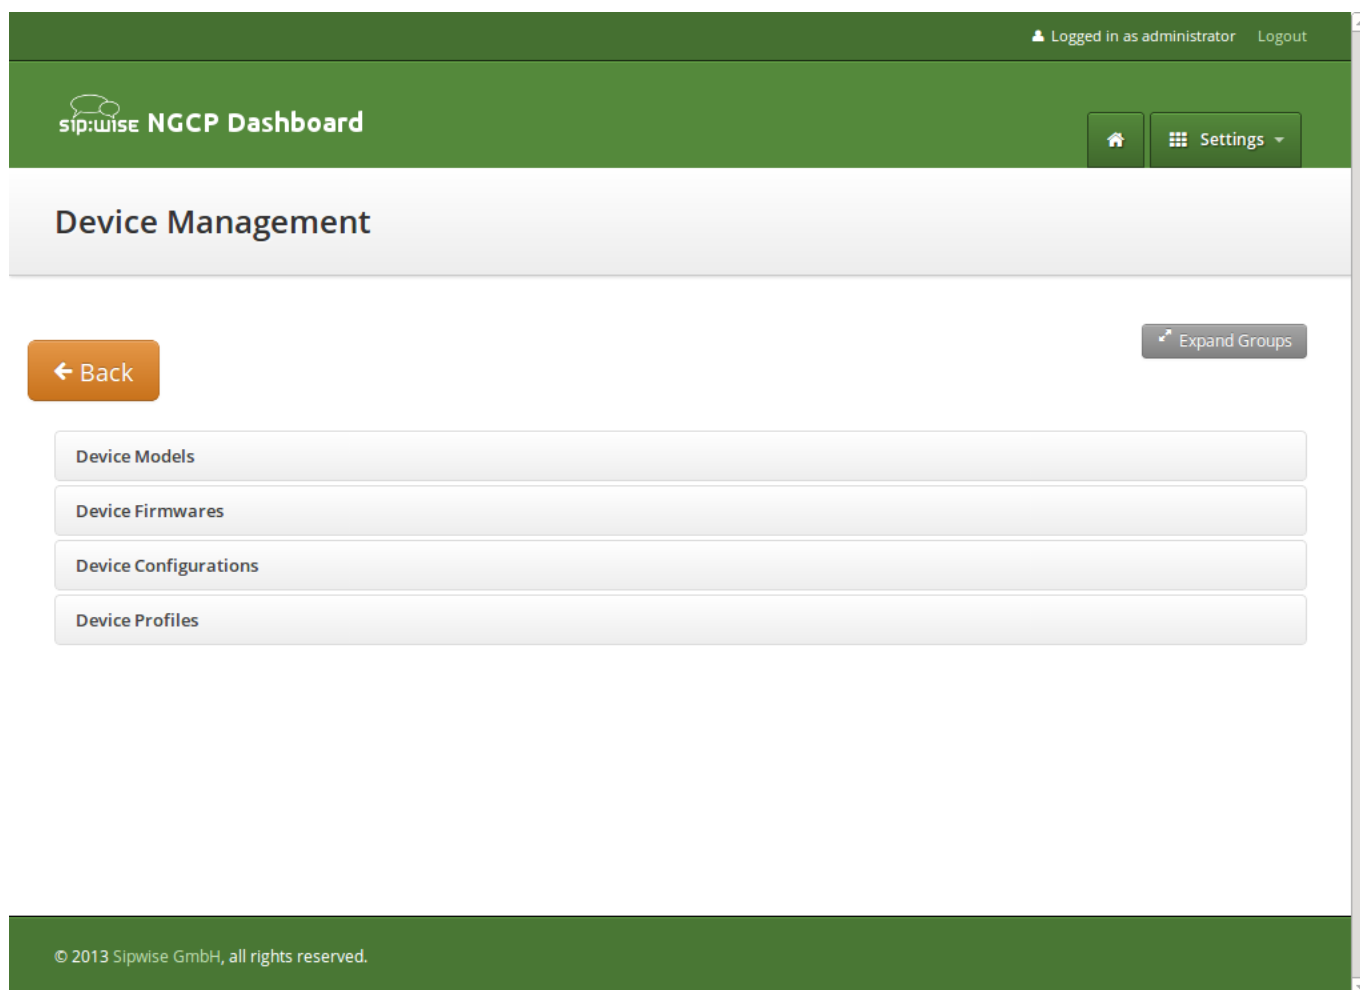 Logged in as administrator Logout
sip:wise NGCP Dashboard
Settings
Device Management
Expand Groups
Back
Device Models
Device Firmwares
Device Configurations
Device Profiles
© 2013 Sipwise GmbH, all rights reserved.